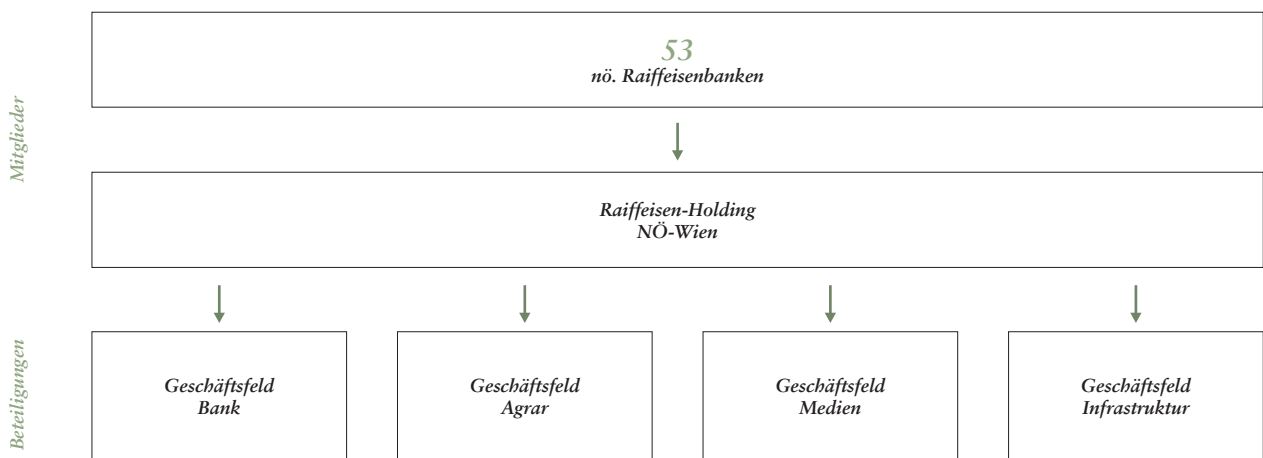 Mitglieder
53
nö. Raiffeisenbanken
Raiffeisen-Holding
NÖ-Wien
Beteiligungen
Geschäftsfeld
Bank
Geschäftsfeld
Agrar
Geschäftsfeld
Medien
Geschäftsfeld
Infrastruktur